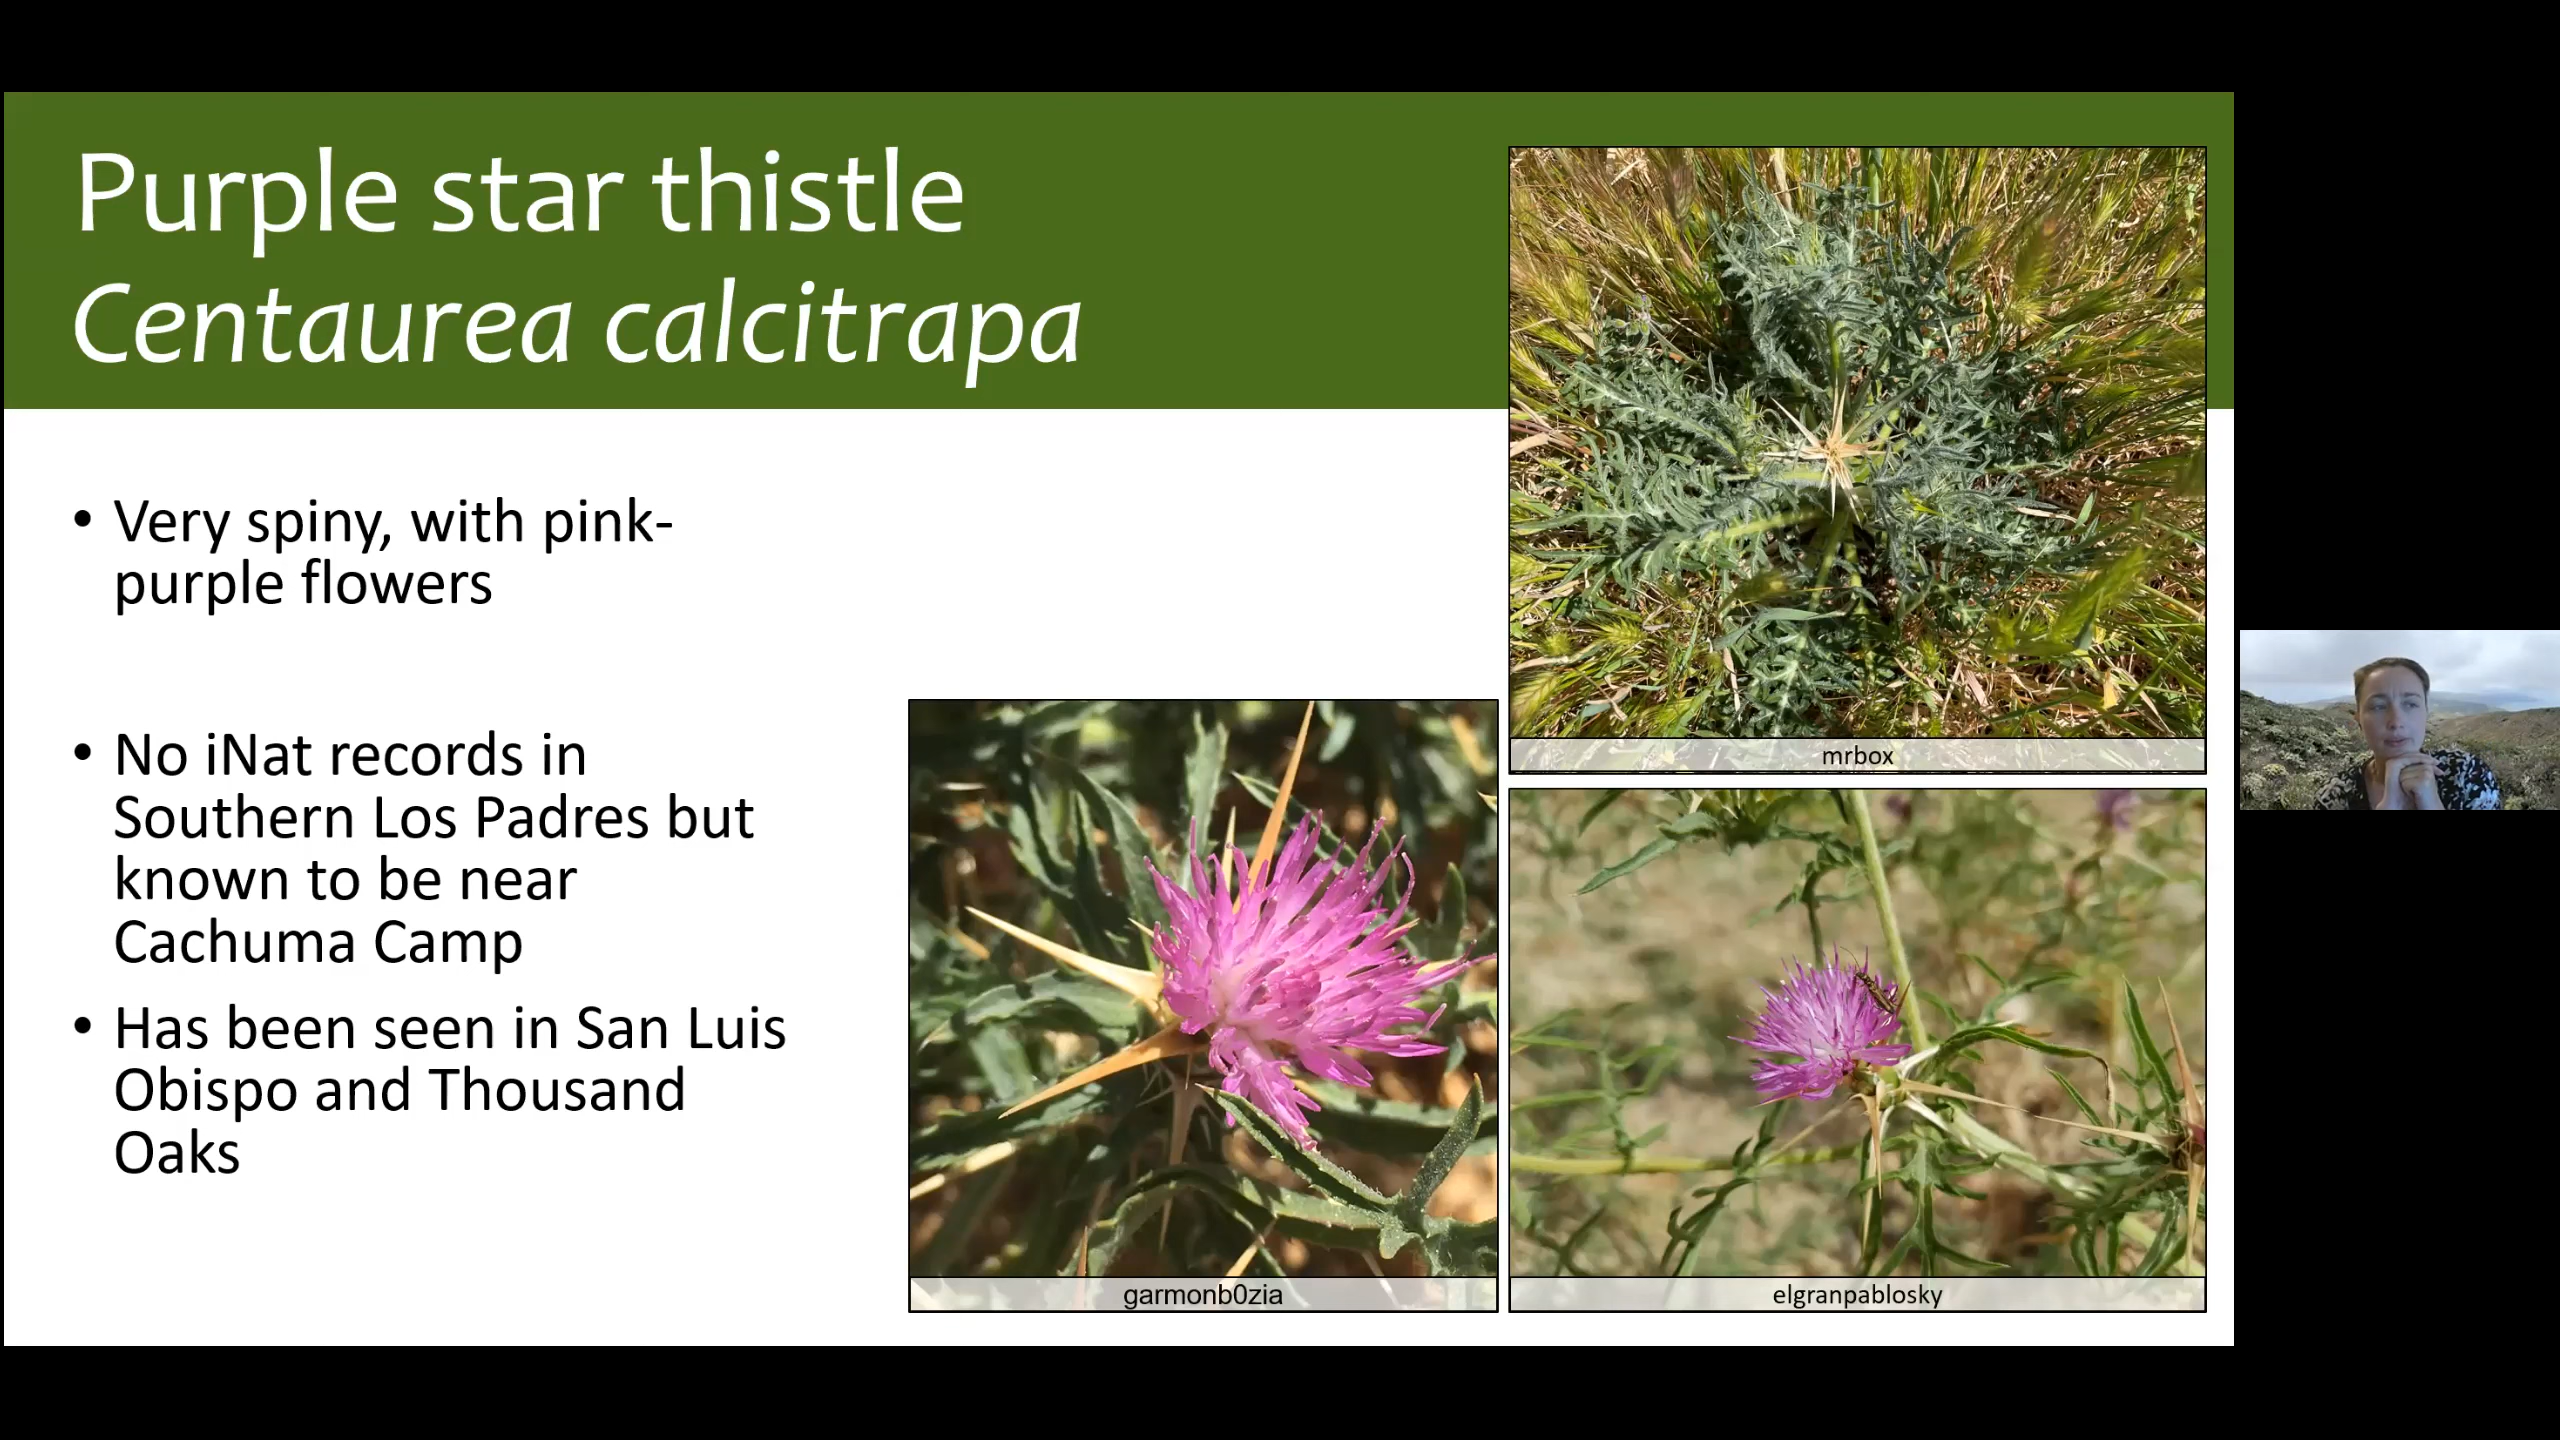 Purple star thistle
Centaurea calcitrapa
• Very spiny, with pink-
purple flowers
• No iNat records in
Southern Los Padres but
known to be near
Cachuma Camp
• Has been seen in San Luis
Obispo and Thousand
Oaks
mrbox
garmonb0zia
elgranpablosky